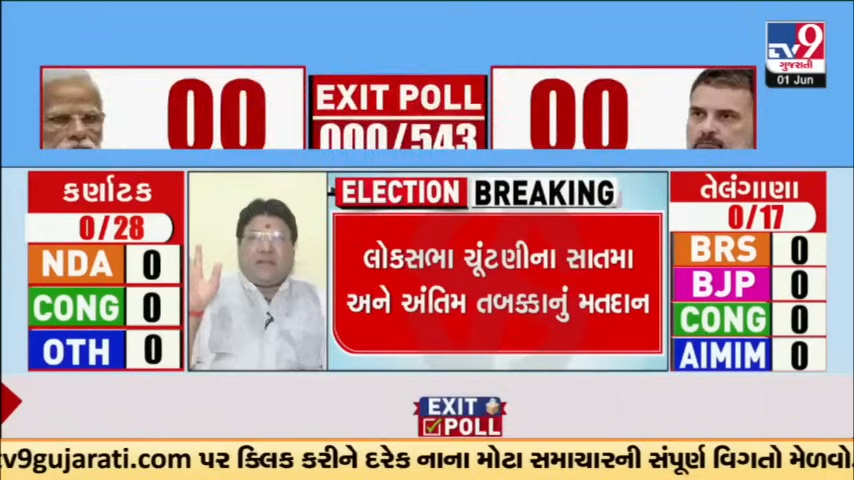 tv9
ગુજરાતી
01 Jun
00
EXIT POLL
000/543
00
કર્ણાટક
0/28
NDA 0
CONG 0
OTH 0
ELECTION BREAKING
લોકસભા ચૂંટણીના સાતમા
અને અંતિમ તબક્કાનું મતદાન
તેલંગાણા
0/17
BRS 0
BJP 0
CONG 0
AIMIM 0
EXIT
POLL
tv9gujarati.com પર ક્લિક કરીને દરેક નાના મોટા સમાચારની સંપૂર્ણ વિગતો મેળવો.